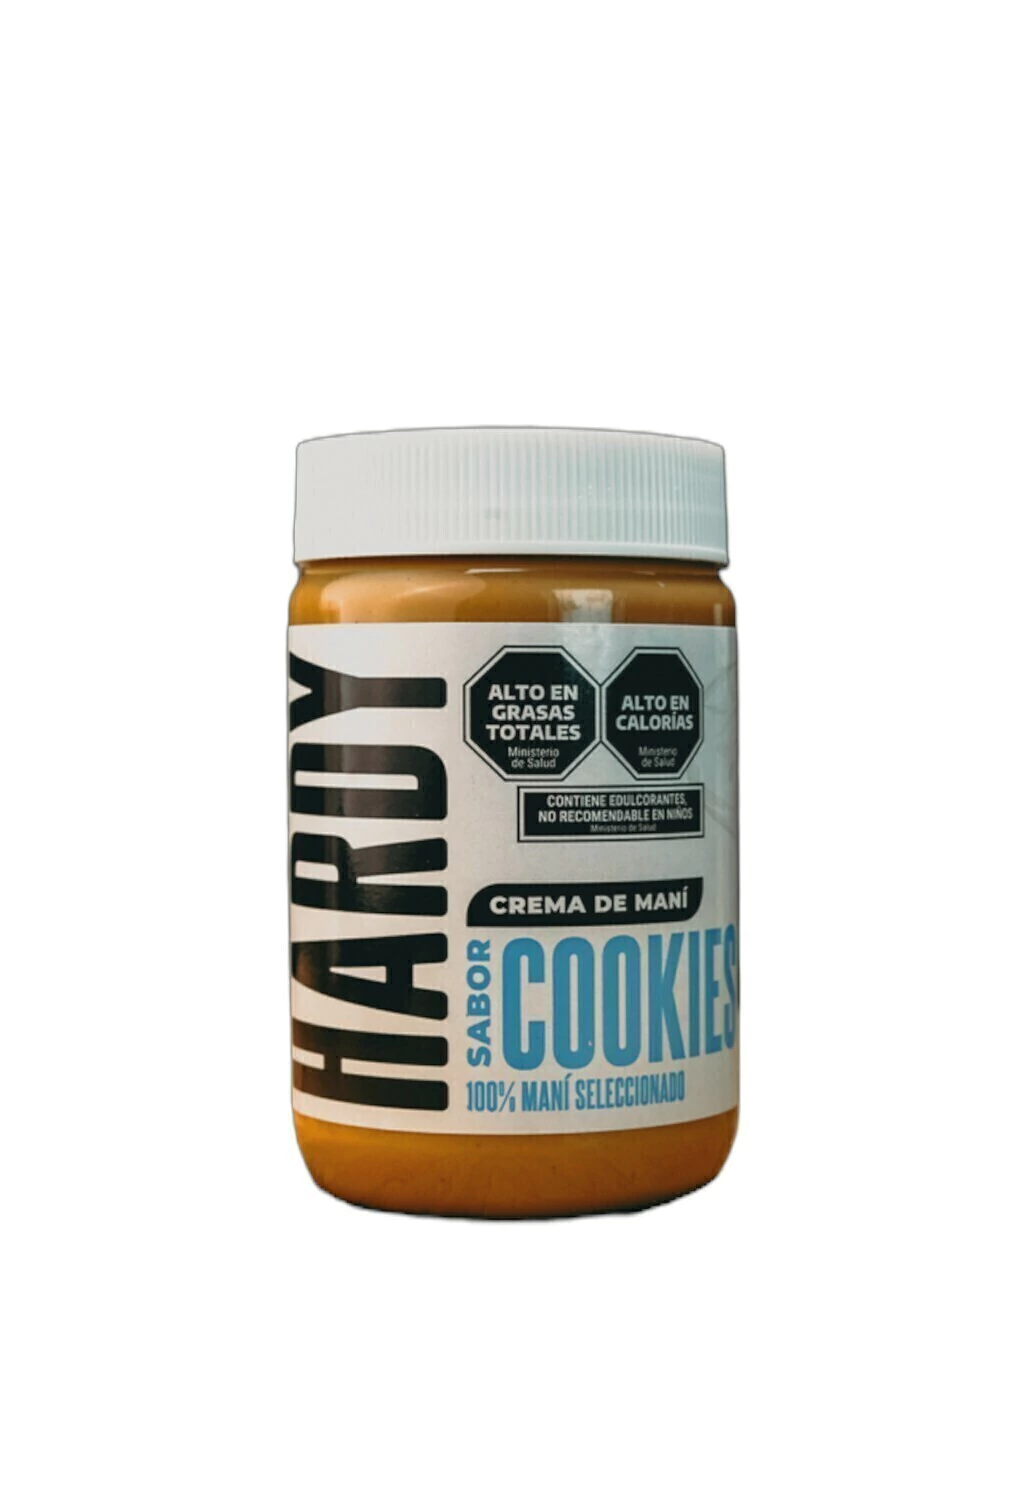 HARDY
ALTO EN
GRASAS
TOTALES
Ministerio
de Salud
ALTO EN
CALORÍAS
Ministerio
de Salud
CONTIENE EDULCORANTES,
NO RECOMENDABLE EN NIÑOS
Ministerio de Salud
CREMA DE MANÍ
SABOR
COOKIES
100% MANÍ SELECCIONADO